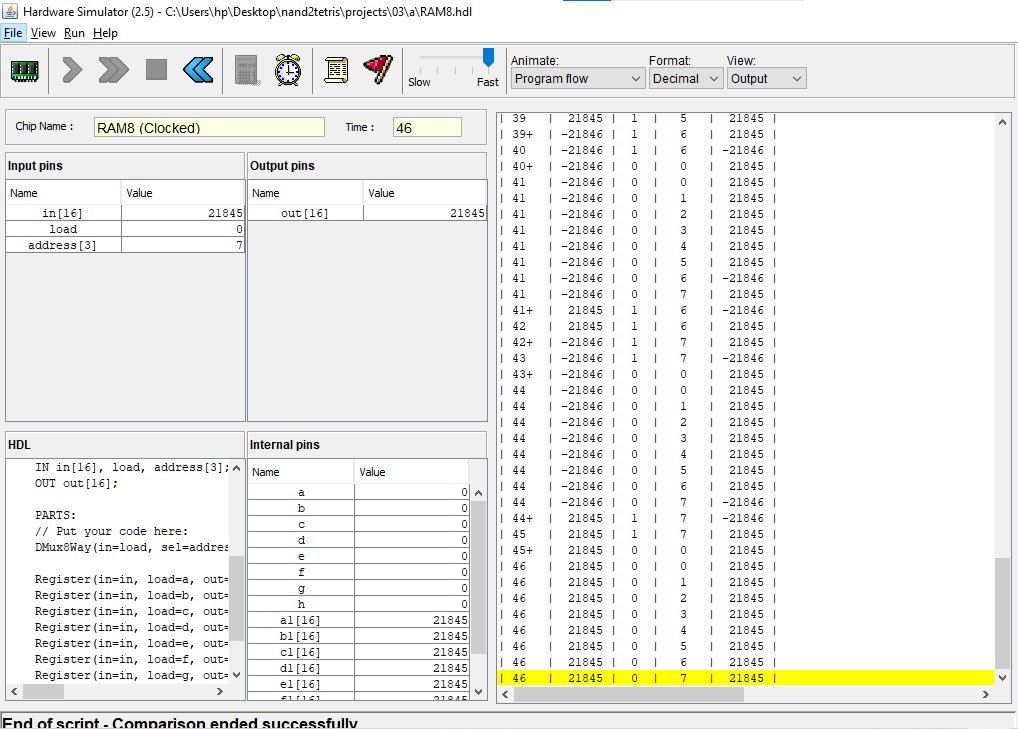 Hardware Simulator (2.5) - C:\Users\hp\Desktop\nand2tetris\projects\03\a\RAM8.hdl
File View Run Help
Slow Fast
Animate: Format: View:
Program flow Decimal Output
Chip Name : RAM8 (Clocked) Time : 46
Input pins
Name Value
in[16] 21845
load 0
address[3] 7
Output pins
Name Value
out[16] 21845
HDL
IN in[16], load, address[3];
OUT out[16];
PARTS:
// Put your code here:
DMux8Way(in=load, sel=addres
Register(in=in, load=a, out=
Register(in=in, load=b, out=
Register(in=in, load=c, out=
Register(in=in, load=d, out=
Register(in=in, load=e, out=
Register(in=in, load=f, out=
Register(in=in, load=g, out=
Internal pins
Name Value
a 0
b 0
c 0
d 0
e 0
f 0
g 0
h 0
a1[16] 21845
b1[16] 21845
c1[16] 21845
d1[16] 21845
e1[16] 21845
f1[16] 21845
| 39 | 21845 | 1 | 5 | 21845 |
| 39+ | -21846 | 1 | 6 | 21845 |
| 40 | -21846 | 1 | 6 | -21846 |
| 40+ | -21846 | 0 | 0 | 21845 |
| 41 | -21846 | 0 | 0 | 21845 |
| 41 | -21846 | 0 | 1 | 21845 |
| 41 | -21846 | 0 | 2 | 21845 |
| 41 | -21846 | 0 | 3 | 21845 |
| 41 | -21846 | 0 | 4 | 21845 |
| 41 | -21846 | 0 | 5 | 21845 |
| 41 | -21846 | 0 | 6 | -21846 |
| 41 | -21846 | 0 | 7 | 21845 |
| 41+ | 21845 | 1 | 6 | -21846 |
| 42 | 21845 | 1 | 6 | 21845 |
| 42+ | -21846 | 1 | 7 | 21845 |
| 43 | -21846 | 1 | 7 | -21846 |
| 43+ | -21846 | 0 | 0 | 21845 |
| 44 | -21846 | 0 | 0 | 21845 |
| 44 | -21846 | 0 | 1 | 21845 |
| 44 | -21846 | 0 | 2 | 21845 |
| 44 | -21846 | 0 | 3 | 21845 |
| 44 | -21846 | 0 | 4 | 21845 |
| 44 | -21846 | 0 | 5 | 21845 |
| 44 | -21846 | 0 | 6 | 21845 |
| 44 | -21846 | 0 | 7 | -21846 |
| 44+ | 21845 | 1 | 7 | -21846 |
| 45 | 21845 | 1 | 7 | 21845 |
| 45+ | 21845 | 0 | 0 | 21845 |
| 46 | 21845 | 0 | 0 | 21845 |
| 46 | 21845 | 0 | 1 | 21845 |
| 46 | 21845 | 0 | 2 | 21845 |
| 46 | 21845 | 0 | 3 | 21845 |
| 46 | 21845 | 0 | 4 | 21845 |
| 46 | 21845 | 0 | 5 | 21845 |
| 46 | 21845 | 0 | 6 | 21845 |
| 46 | 21845 | 0 | 7 | 21845 |
End of script - Comparison ended successfully